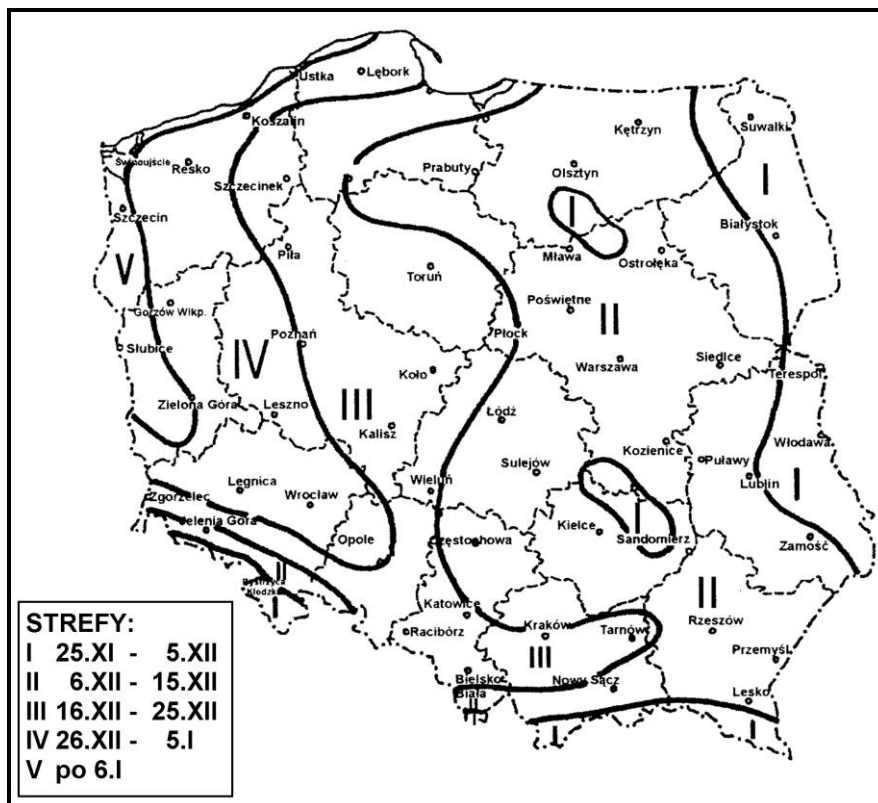 Ustka
Lębork
Koszalin
Kętrzyn
Suwałki
Świnoujście
Resko
Prabuty
Olsztyn
I
Szczecinek
Szczecin
I
Białystok
V
Piła
Mława
Ostrołęka
Toruń
Gorzów Wlkp.
Poświętne
II
Słubice
Poznań
Płock
IV
Warszawa
Siedlce
Koło
Terespol
Zielona Góra
Leszno
III
Łódź
Kalisz
Kozienice
Włodawa
Sulejów
Puławy
Lublin
Legnica
Wieluń
I
Zgorzelec
Wrocław
I
Jelenia Góra
Opole
Częstochowa
Kielce
Sandomierz
Zamość
II
Bystrzyca
Kłodzka
I
Katowice
II
Racibórz
Kraków
Tarnów
Rzeszów
III
Przemyśl
Bielsko
Biała
Nowy Sącz
Lesko
II
I
I
STREFY:
I 25.XI - 5.XII
II 6.XII - 15.XII
III 16.XII - 25.XII
IV 26.XII - 5.I
V po 6.I